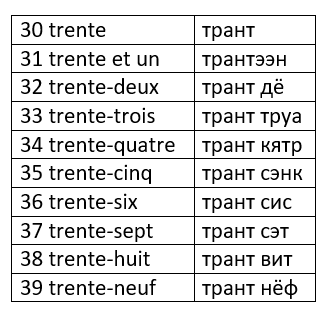 30 trente трант
31 trente et un трантээн
32 trente-deux трант дё
33 trente-trois трант труа
34 trente-quatre трант кятр
35 trente-cinq трант сэнк
36 trente-six трант сис
37 trente-sept трант сэт
38 trente-huit трант вит
39 trente-neuf трант нёф